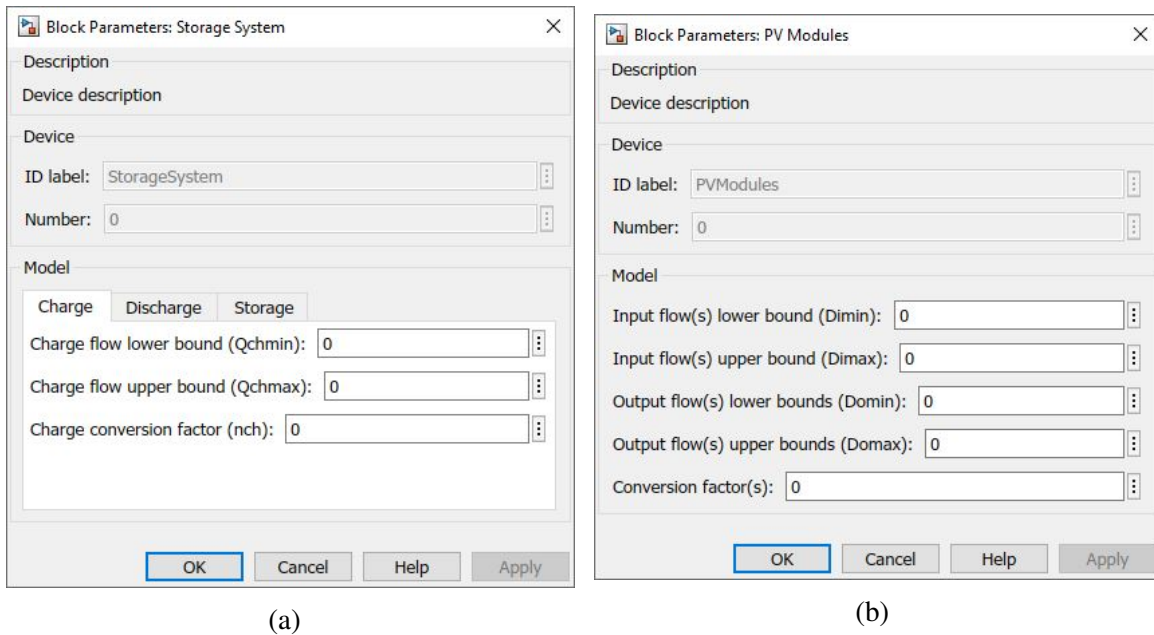 Block Parameters: Storage System
Description
Device description
Device
ID label: StorageSystem
Number: 0
Model
Charge Discharge Storage
Charge flow lower bound (Qchmin): 0
Charge flow upper bound (Qchmax): 0
Charge conversion factor (nch): 0
OK Cancel Help Apply
(a)
Block Parameters: PV Modules
Description
Device description
Device
ID label: PVModules
Number: 0
Model
Input flow(s) lower bound (Dimin): 0
Input flow(s) upper bound (Dimax): 0
Output flow(s) lower bounds (Domin): 0
Output flow(s) upper bounds (Domax): 0
Conversion factor(s): 0
OK Cancel Help Apply
(b)